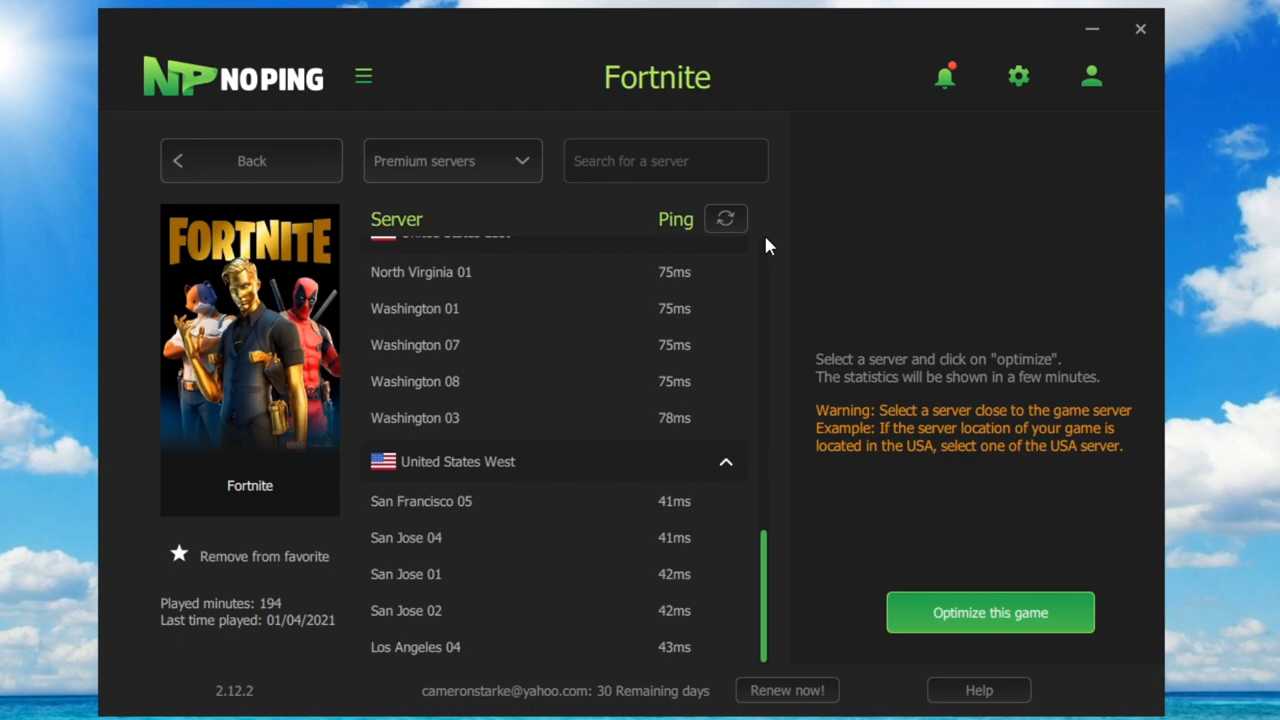 NP NOPING
Fortnite
Back
Premium servers
Search for a server
FORTNITE
Fortnite
Remove from favorite
Played minutes: 194
Last time played: 01/04/2021
Server Ping
United States East
North Virginia 01 75ms
Washington 01 75ms
Washington 07 75ms
Washington 08 75ms
Washington 03 78ms
United States West
San Francisco 05 41ms
San Jose 04 41ms
San Jose 01 42ms
San Jose 02 42ms
Los Angeles 04 43ms
Select a server and click on "optimize".
The statistics will be shown in a few minutes.
Warning: Select a server close to the game server
Example: If the server location of your game is
located in the USA, select one of the USA server.
Optimize this game
2.12.2
cameronstarke@yahoo.com: 30 Remaining days
Renew now!
Help